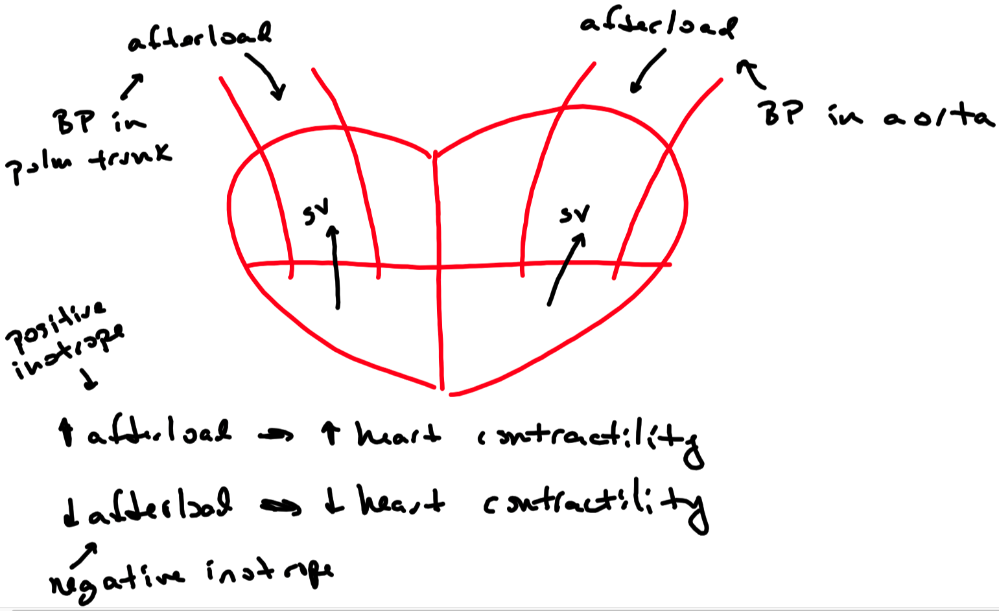 afterload
afterload
BP in
palm trunk
BP in aorta
SV
SV
positive
inotrope
↑ afterload → ↑ heart contractility
↓ afterload → ↓ heart contractility
negative inotrope